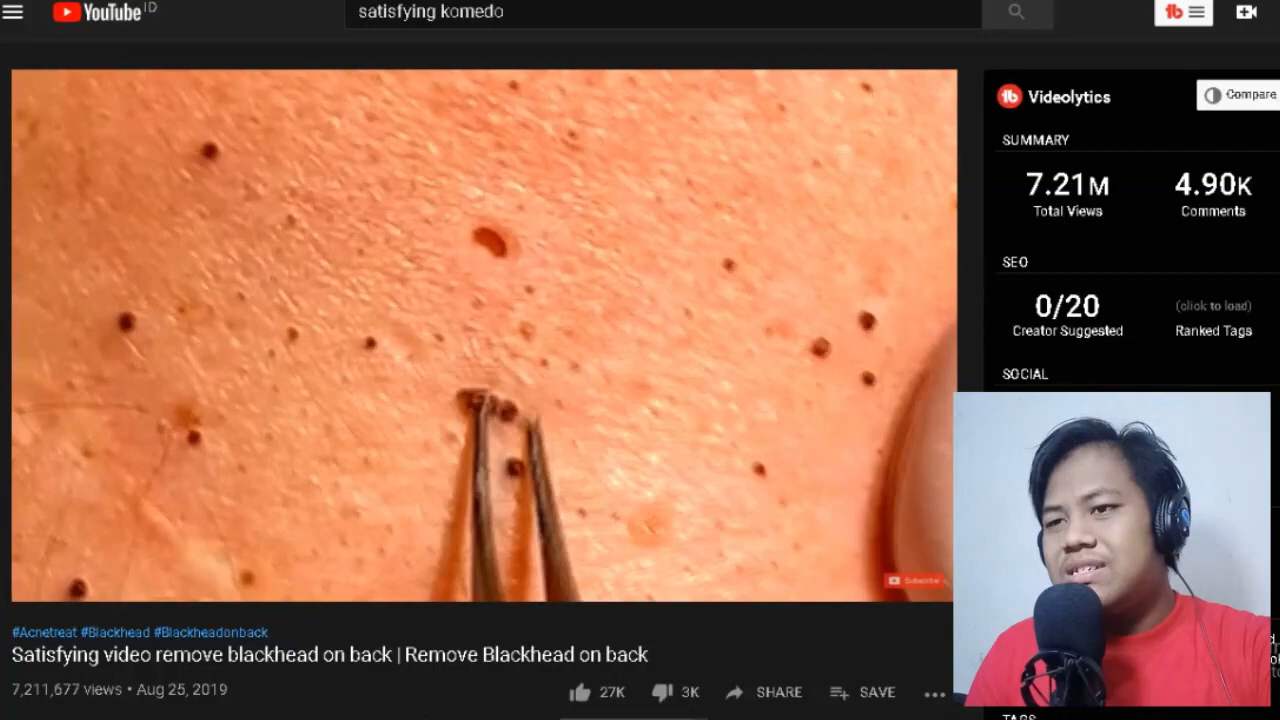 YouTube ID
satisfying komedo
Videolytics
Compare
SUMMARY
7.21M
4.90K
Total Views
Comments
SEO
0/20
(click to load)
Creator Suggested
Ranked Tags
SOCIAL
Subscribe
#Acnetreat #Blackhead #Blackheadonback
Satisfying video remove blackhead on back | Remove Blackhead on back
7,211,677 views • Aug 25, 2019
27K
3K
SHARE
SAVE
TAGS